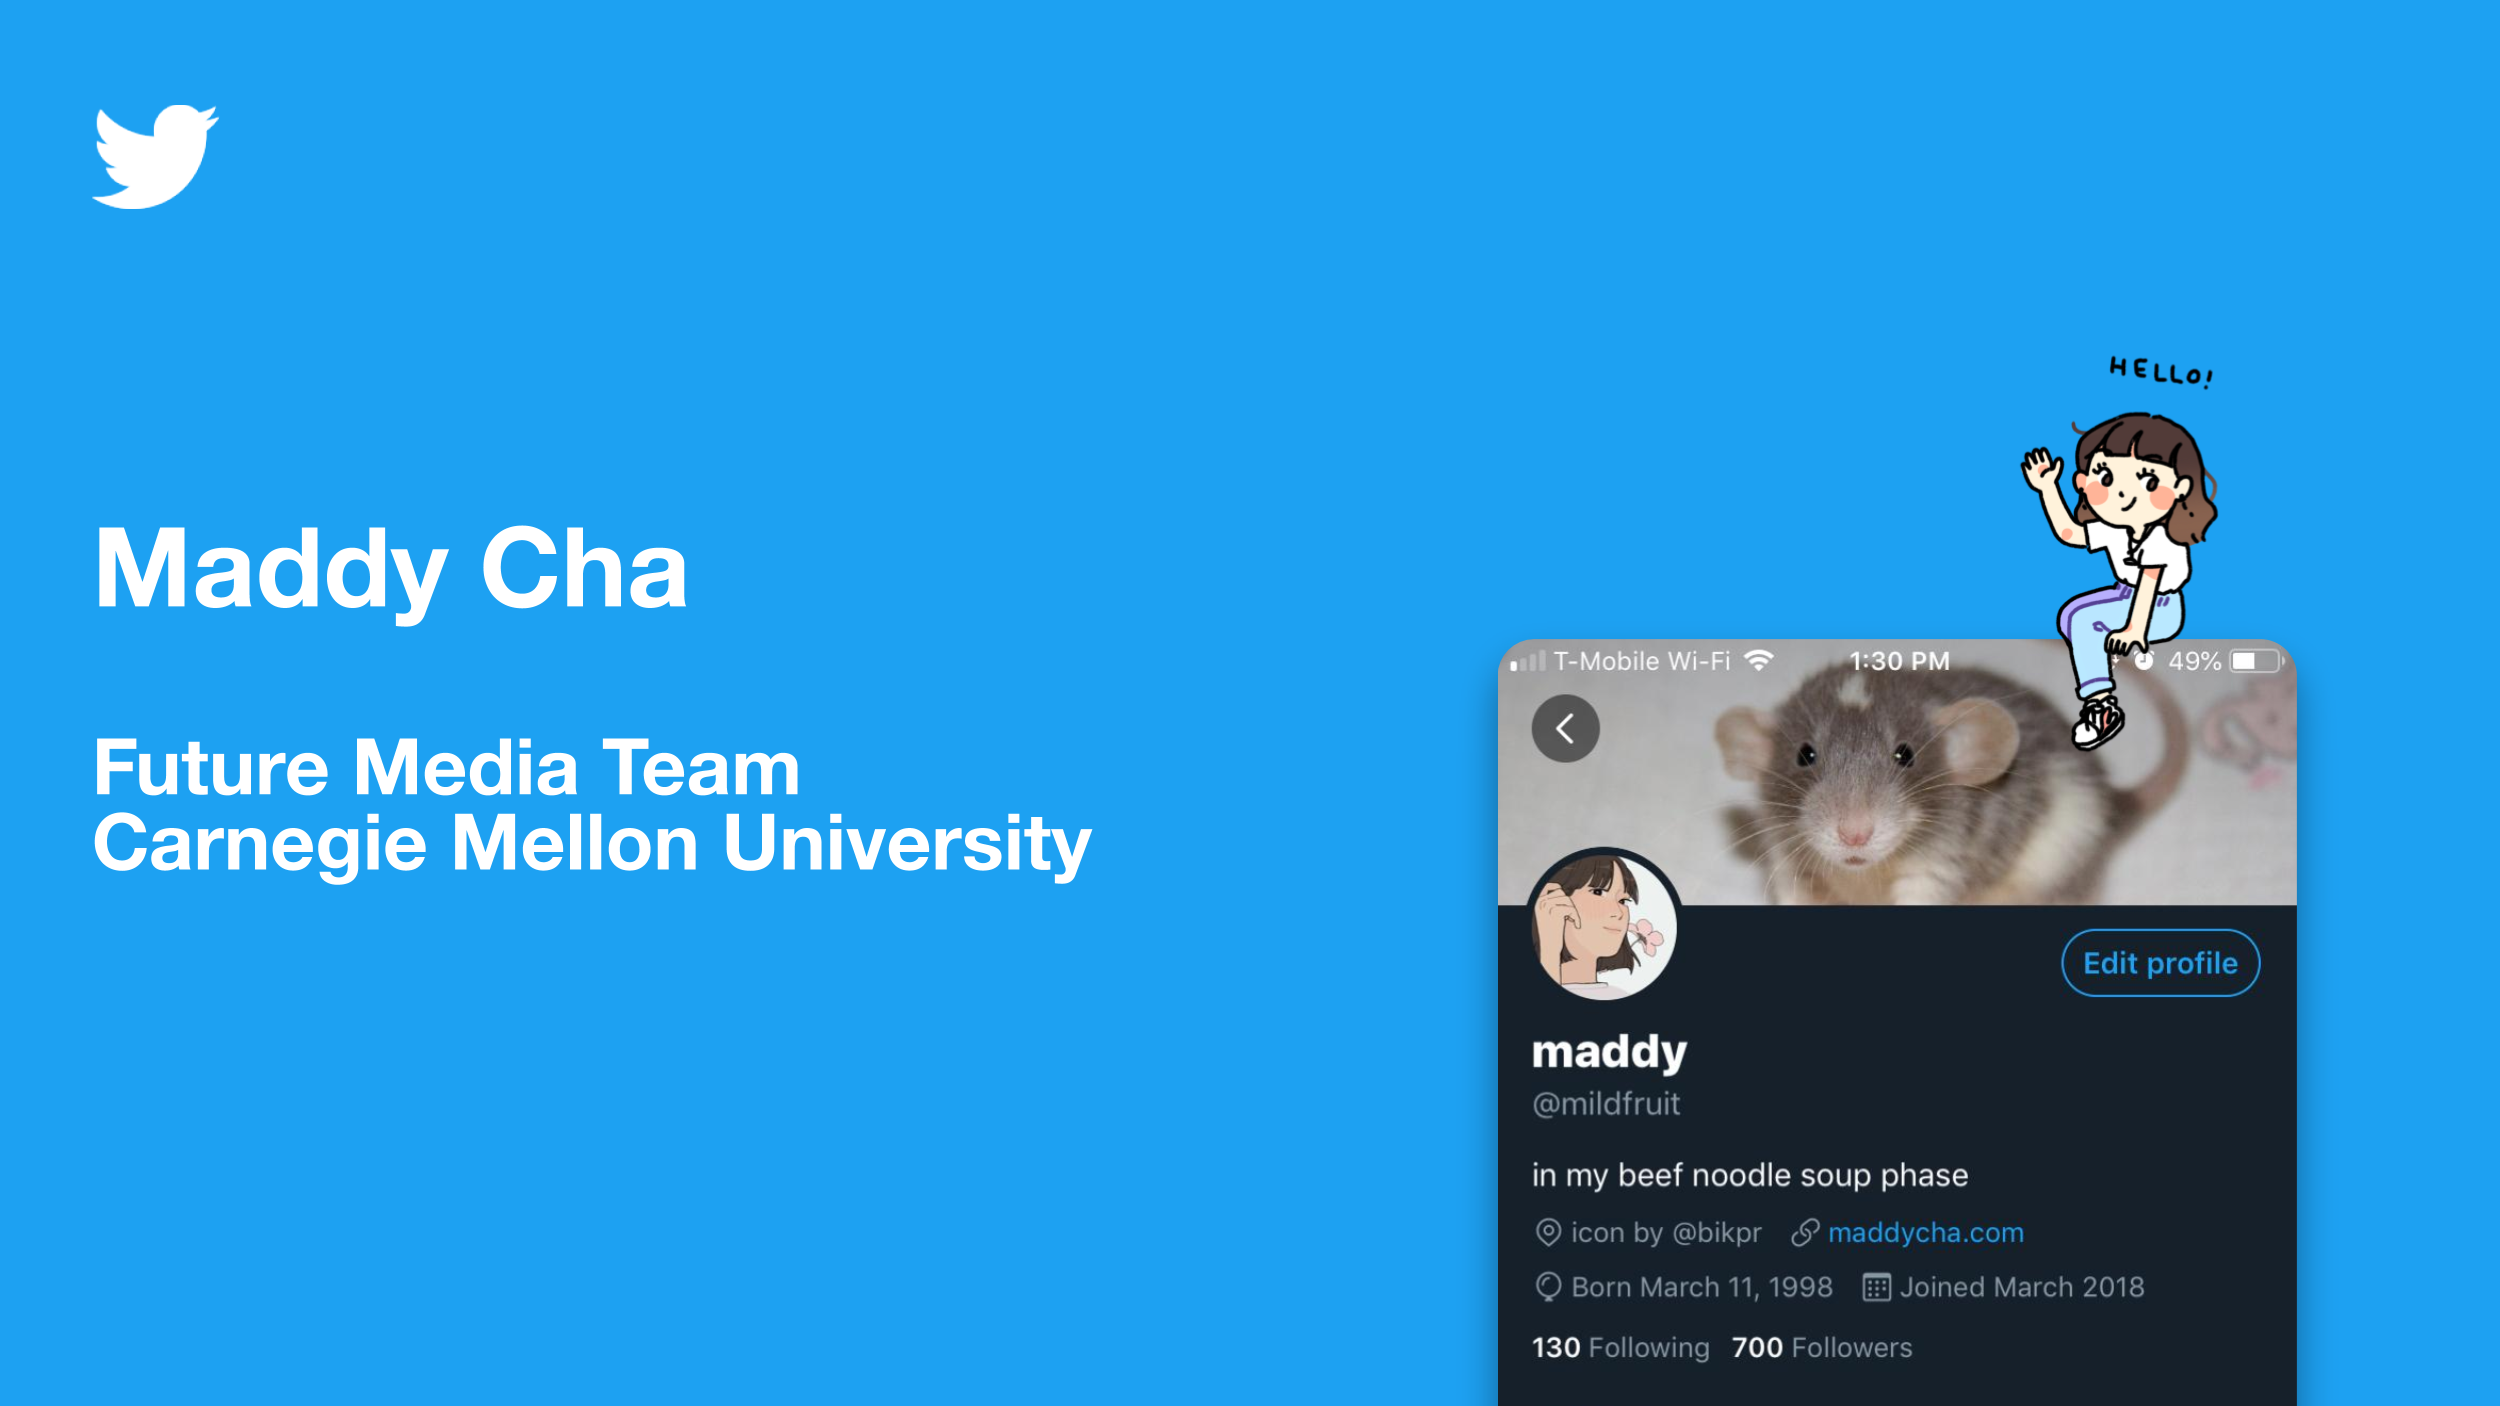 HELLO!
Maddy Cha
Future Media Team
Carnegie Mellon University
T-Mobile Wi-Fi 1:30 PM 49%
Edit profile
maddy
@mildfruit
in my beef noodle soup phase
icon by @bikpr maddycha.com
Born March 11, 1998 Joined March 2018
130 Following 700 Followers